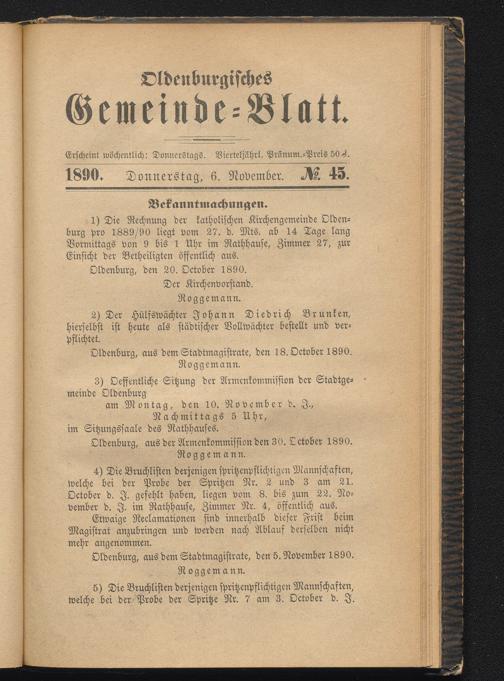 Oldenburgisches
Gemeinde-Blatt.
Erscheint wöchentlich: Donnerstags. Vierteljährl. Pränum.-Preis 50 ₰.
1890. Donnerstag, 6. November. № 45.
Bekanntmachungen.
1) Die Rechnung der katholischen Kirchengemeinde Olden-
burg pro 1889/90 liegt vom 27. d. Mts. ab 14 Tage lang
Vormittags von 9 bis 1 Uhr im Rathhause, Zimmer 27, zur
Einsicht der Betheiligten öffentlich aus.
Oldenburg, den 20. October 1890.
Der Kirchenvorstand.
Roggemann.
2) Der Hülfswächter Johann Diedrich Brunken,
hierselbst ist heute als städtischer Vollwächter bestellt und ver-
pflichtet.
Oldenburg, aus dem Stadtmagistrate, den 18. October 1890.
Roggemann.
3) Oeffentliche Sitzung der Armenkommission der Stadtge-
meinde Oldenburg
am Montag, den 10. November d. J.,
Nachmittags 5 Uhr,
im Sitzungssaale des Rathhauses.
Oldenburg, aus der Armenkommission den 30. October 1890.
Roggemann.
4) Die Bruchlisten derjenigen spritzenpflichtigen Mannschaften,
welche bei der Probe der Spritzen Nr. 2 und 3 am 21.
October d. J. gefehlt haben, liegen vom 8. bis zum 22. No-
vember d. J. im Rathhause, Zimmer Nr. 4, öffentlich aus.
Etwaige Reclamationen sind innerhalb dieser Frist beim
Magistrat anzubringen und werden nach Ablauf derselben nicht
mehr angenommen.
Oldenburg, aus dem Stadtmagistrate, den 5. November 1890.
Roggemann.
5) Die Bruchlisten derjenigen spritzenpflichtigen Mannschaften,
welche bei der Probe der Spritze Nr. 7 am 3. October d. J.